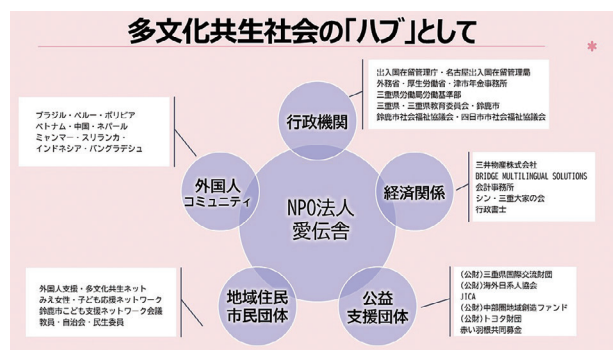 多文化共生社会の「ハブ」として
*
出入国在留管理庁・名古屋出入国在留管理局
外務省・厚生労働省・津市年金事務所
三重県労働局労働基準部
三重県・三重県教育委員会・鈴鹿市
鈴鹿市社会福祉協議会・四日市市社会福祉協議会
行政機関
ブラジル・ペルー・ボリビア
ベトナム・中国・ネパール
ミャンマー・スリランカ・
インドネシア・バングラデシュ
外国人
コミュニティ
NPO法人
愛伝舎
経済関係
三井物産株式会社
BRIDGE MULTILINGUAL SOLUTIONS
会計事務所
シン・三重大家の会
行政書士
外国人支援・多文化共生ネット
みえ女性・子ども応援ネットワーク
鈴鹿市こども支援ネットワーク会議
教員・自治会・民生委員
地域住民
市民団体
公益
支援団体
(公財)三重県国際交流財団
(公財)海外日系人協会
JICA
(公財)中部圏地域創造ファンド
(公財)トヨタ財団
赤い羽根共同募金